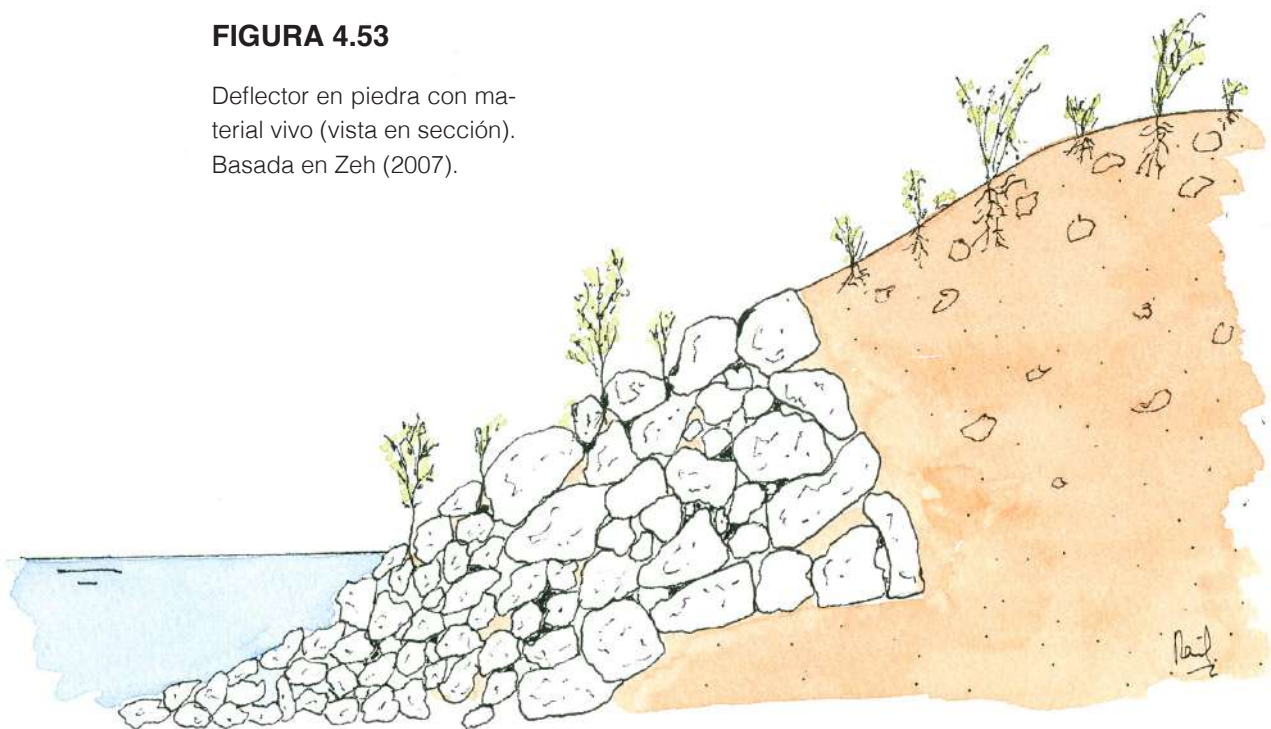 FIGURA 4.53
Deflector en piedra con ma-
terial vivo (vista en sección).
Basada en Zeh (2007).